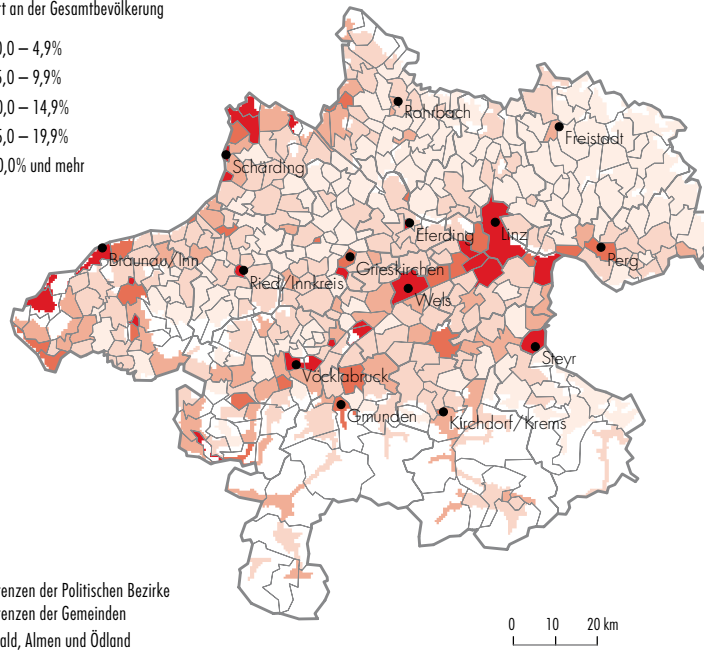 rt an der Gesamtbevölkerung
0,0 – 4,9%
5,0 – 9,9%
0,0 – 14,9%
5,0 – 19,9%
0,0% und mehr
Rohrbach
Freistadt
Schärding
Eferding
Linz
Braunau/Inn
Grieskirchen
Perg
Ried/Innkreis
Wels
Steyr
Vöcklabruck
Gmunden
Kirchdorf/Krems
renzen der Politischen Bezirke
renzen der Gemeinden
ald, Almen und Ödland
0 10 20 km